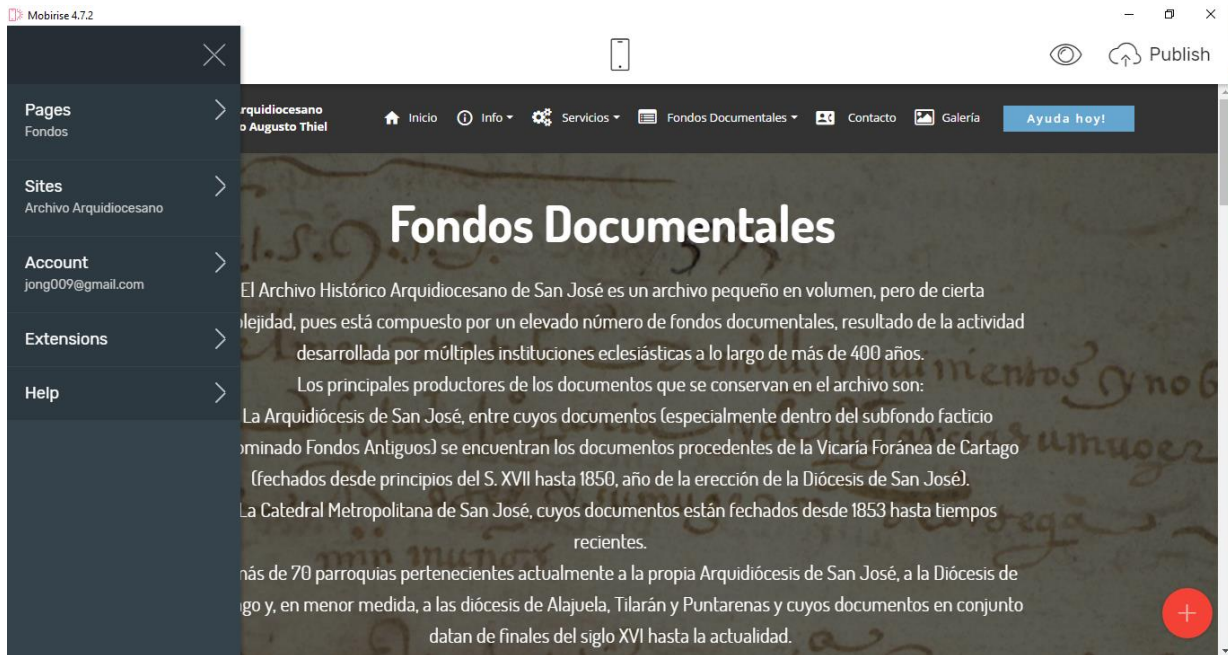 Mobirise 4.7.2
Publish
Pages
Fondos
Sites
Archivo Arquidiocesano
Account
jong009@gmail.com
Extensions
Help
rquidiocesano
o Augusto Thiel
Inicio
Info
Servicios
Fondos Documentales
Contacto
Galería
Ayuda hoy!
Fondos Documentales
El Archivo Histórico Arquidiocesano de San José es un archivo pequeño en volumen, pero de cierta
plejidad, pues está compuesto por un elevado número de fondos documentales, resultado de la actividad
desarrollada por múltiples instituciones eclesiásticas a lo largo de más de 400 años.
Los principales productores de los documentos que se conservan en el archivo son:
La Arquidiócesis de San José, entre cuyos documentos (especialmente dentro del subfondo facticio
ominado Fondos Antiguos) se encuentran los documentos procedentes de la Vicaría Foránea de Cartago
(fechados desde principios del S. XVII hasta 1850, año de la erección de la Diócesis de San José).
La Catedral Metropolitana de San José, cuyos documentos están fechados desde 1853 hasta tiempos
recientes.
más de 70 parroquias pertenecientes actualmente a la propia Arquidiócesis de San José, a la Diócesis de
ago y, en menor medida, a las diócesis de Alajuela, Tilarán y Puntarenas y cuyos documentos en conjunto
datan de finales del siglo XVI hasta la actualidad.